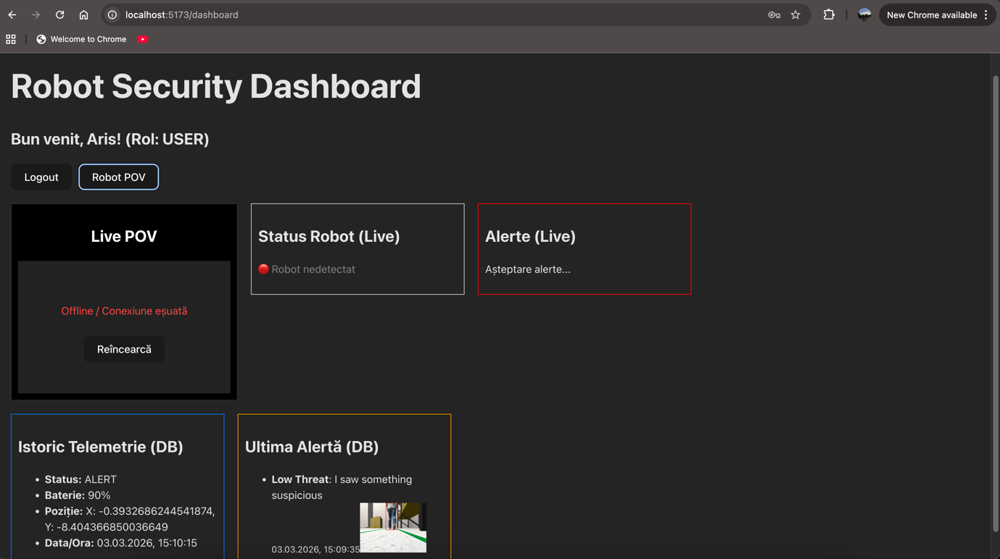 localhost:5173/dashboard
New Chrome available
Welcome to Chrome
Robot Security Dashboard
Bun venit, Aris! (Rol: USER)
Logout
Robot POV
Live POV
Offline / Conexiune eșuată
Reîncearcă
Status Robot (Live)
Robot nedetectat
Alerte (Live)
Așteptare alerte...
Istoric Telemetrie (DB)
Status: ALERT
Baterie: 90%
Poziție: X: -0.3932686244541874,
Y: -8.404366850036649
Data/Ora: 03.03.2026, 15:10:15
Ultima Alertă (DB)
Low Threat: I saw something
suspicious
03.03.2026, 15:09:35